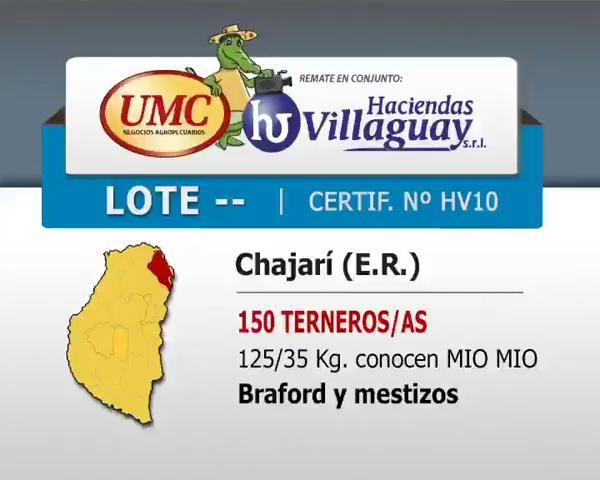 REMATE EN CONJUNTO:
UMC
NEGOCIOS AGROPECUARIOS
hv
Haciendas
Villaguay
s.r.l.
LOTE -- | CERTIF. Nº HV10
Chajarí (E.R.)
150 TERNEROS/AS
125/35 Kg. conocen MIO MIO
Braford y mestizos